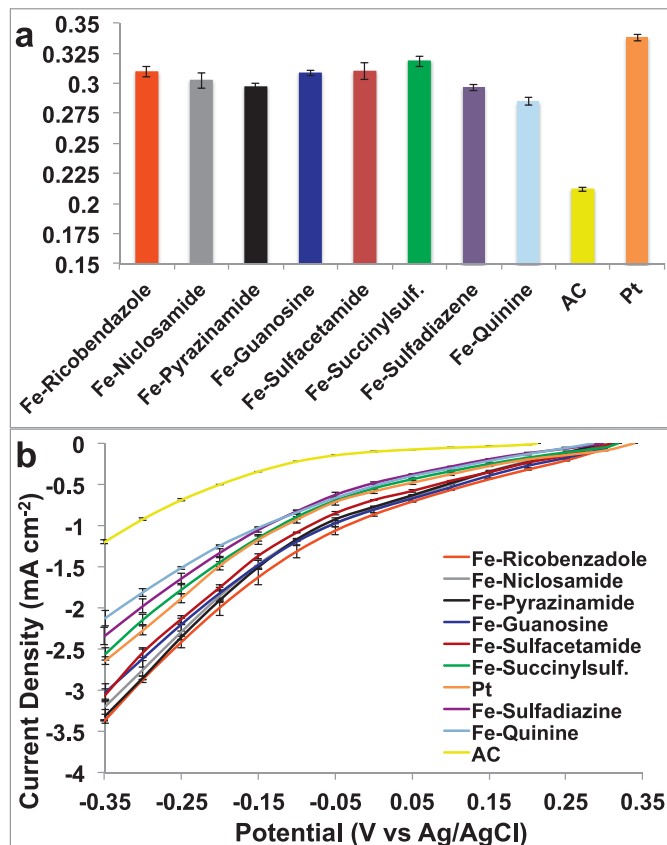 a
0.35
0.325
0.3
0.275
0.25
0.225
0.2
0.175
0.15
Fe-Ricobendazole
Fe-Niclosamide
Fe-Pyrazinamide
Fe-Guanosine
Fe-Sulfacetamide
Fe-Succinylsulf.
Fe-Sulfadiazene
Fe-Quinine
AC
Pt
b
0
-0.5
-1
-1.5
-2
-2.5
-3
-3.5
-4
Current Density (mA cm-2)
Fe-Ricobenzadole
Fe-Niclosamide
Fe-Pyrazinamide
Fe-Guanosine
Fe-Sulfacetamide
Fe-Succinylsulf.
Pt
Fe-Sulfadiazine
Fe-Quinine
AC
-0.35 -0.25 -0.15 -0.05 0.05 0.15 0.25 0.35
Potential (V vs Ag/AgCl)